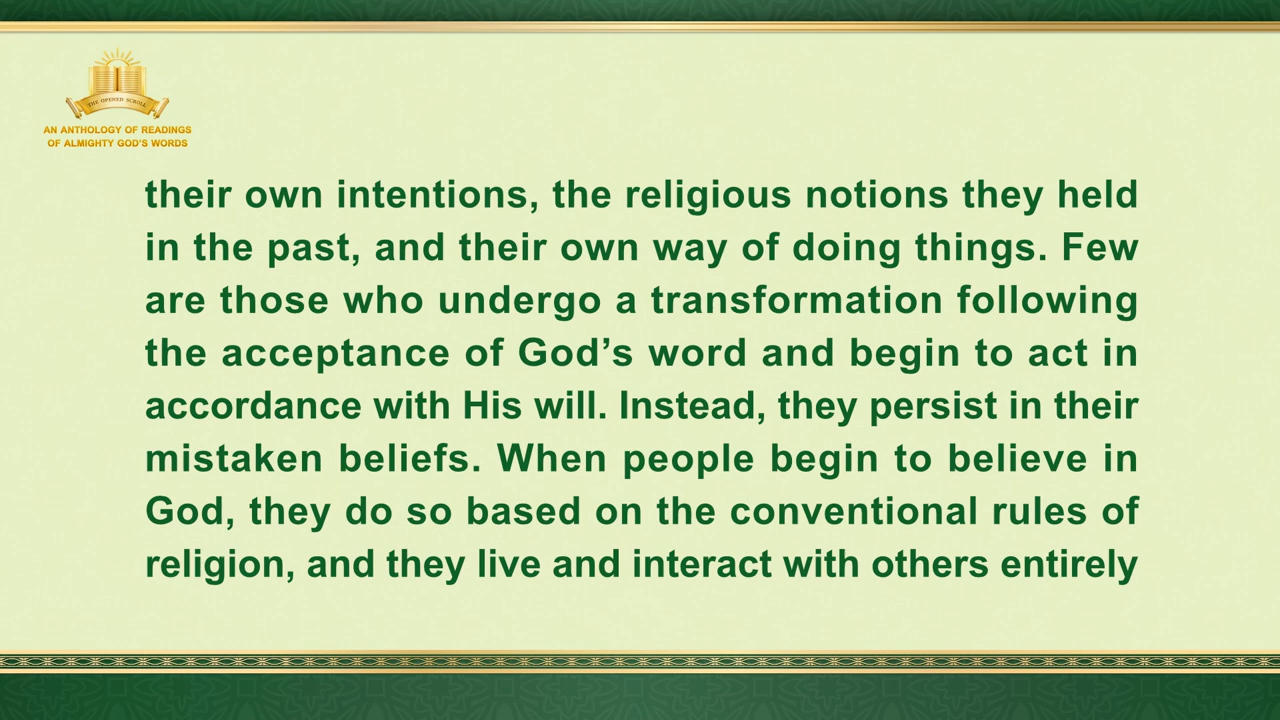 THE OPENED SCROLL
AN ANTHOLOGY OF READINGS
OF ALMIGHTY GOD'S WORDS
their own intentions, the religious notions they held
in the past, and their own way of doing things. Few
are those who undergo a transformation following
the acceptance of God’s word and begin to act in
accordance with His will. Instead, they persist in their
mistaken beliefs. When people begin to believe in
God, they do so based on the conventional rules of
religion, and they live and interact with others entirely